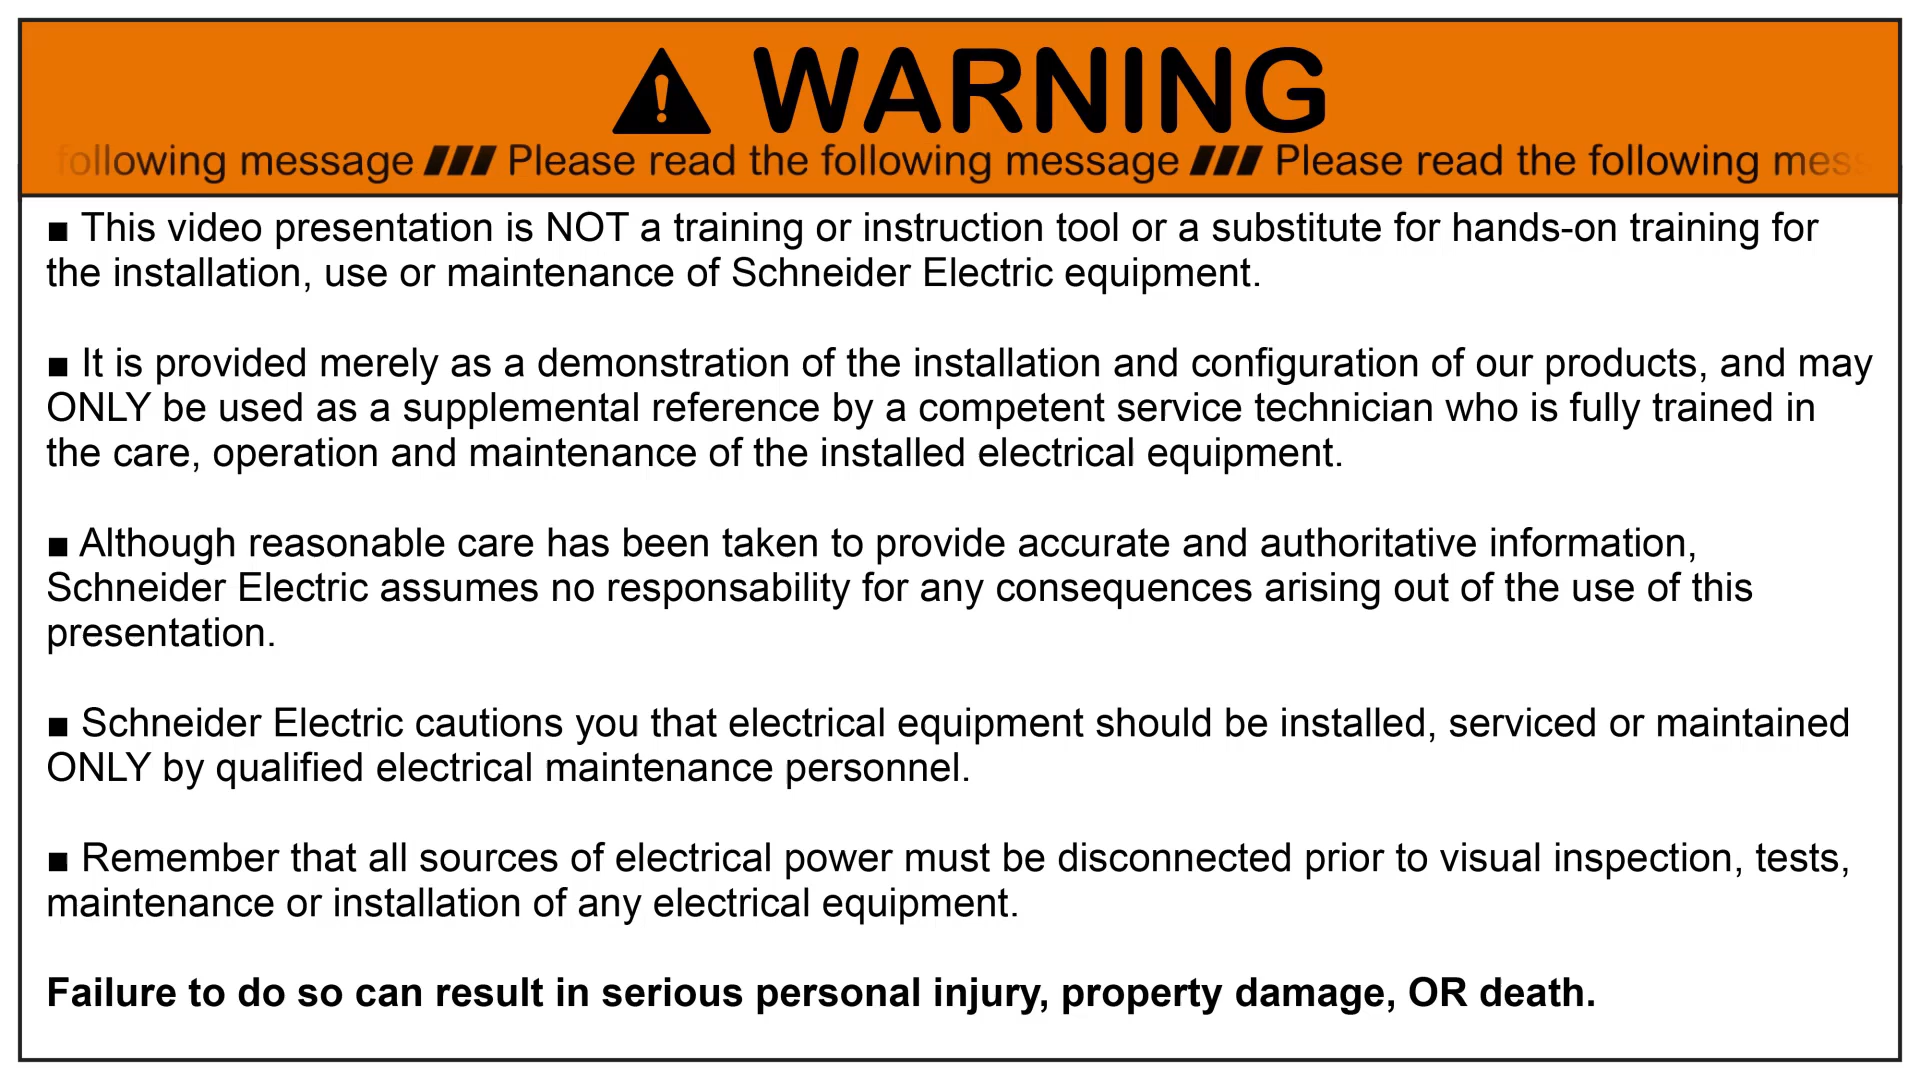 WARNING
following message /// Please read the following message /// Please read the following mess
■ This video presentation is NOT a training or instruction tool or a substitute for hands-on training for
the installation, use or maintenance of Schneider Electric equipment.
■ It is provided merely as a demonstration of the installation and configuration of our products, and may
ONLY be used as a supplemental reference by a competent service technician who is fully trained in
the care, operation and maintenance of the installed electrical equipment.
■ Although reasonable care has been taken to provide accurate and authoritative information,
Schneider Electric assumes no responsability for any consequences arising out of the use of this
presentation.
■ Schneider Electric cautions you that electrical equipment should be installed, serviced or maintained
ONLY by qualified electrical maintenance personnel.
■ Remember that all sources of electrical power must be disconnected prior to visual inspection, tests,
maintenance or installation of any electrical equipment.
Failure to do so can result in serious personal injury, property damage, OR death.